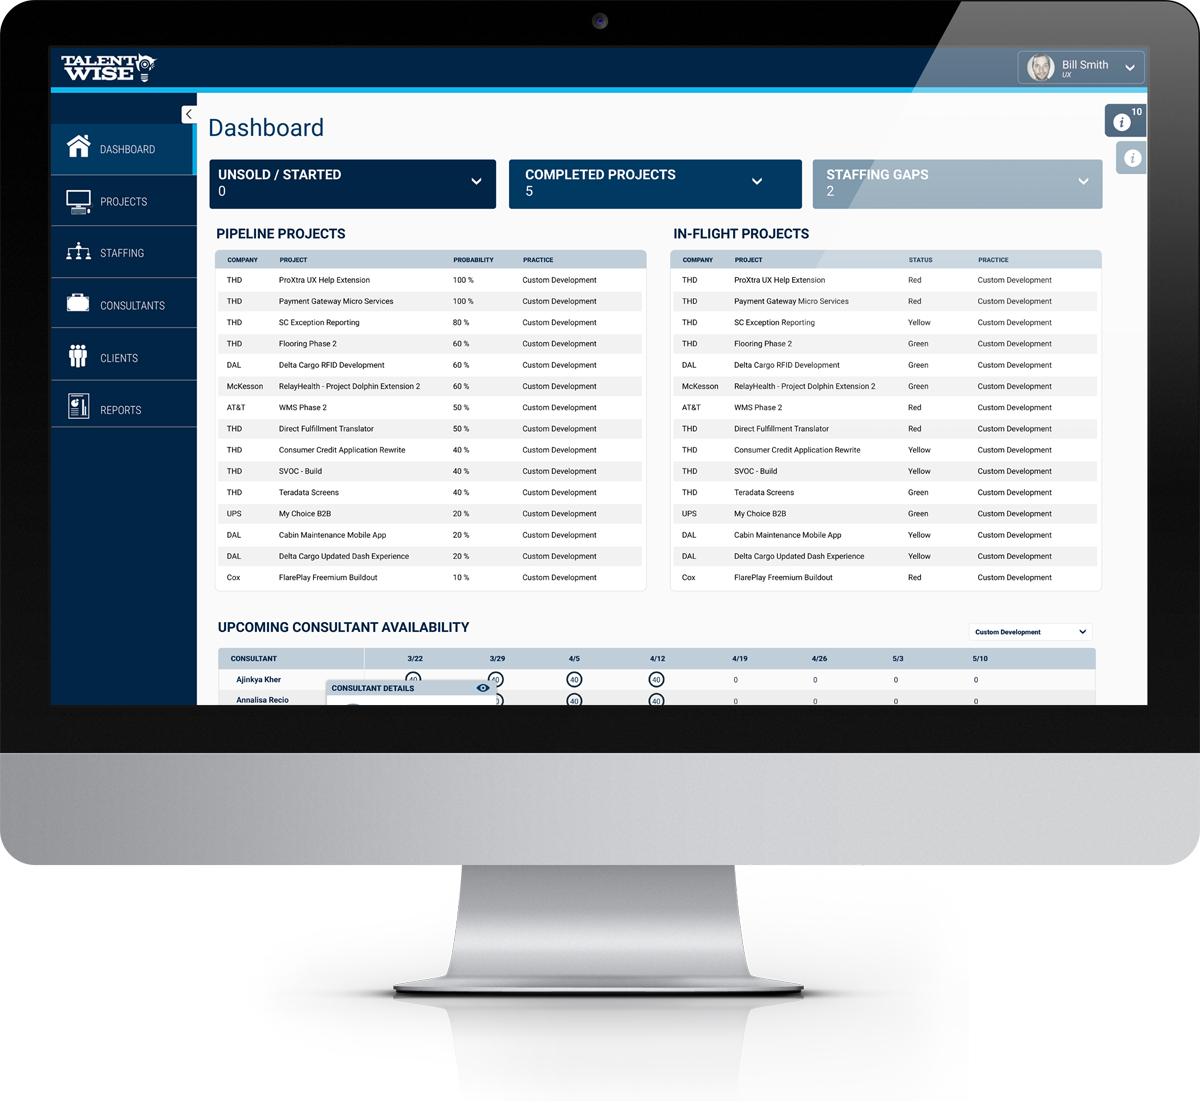 TALENT
WISE
Bill Smith
UX
DASHBOARD
PROJECTS
STAFFING
CONSULTANTS
CLIENTS
REPORTS
Dashboard
10
UNSOLD / STARTED
0
COMPLETED PROJECTS
5
STAFFING GAPS
2
PIPELINE PROJECTS
COMPANY PROJECT PROBABILITY PRACTICE
THD ProXtra UX Help Extension 100 % Custom Development
THD Payment Gateway Micro Services 100 % Custom Development
THD SC Exception Reporting 80 % Custom Development
THD Flooring Phase 2 60 % Custom Development
DAL Delta Cargo RFID Development 60 % Custom Development
McKesson RelayHealth - Project Dolphin Extension 2 60 % Custom Development
AT&T WMS Phase 2 50 % Custom Development
THD Direct Fulfillment Translator 50 % Custom Development
THD Consumer Credit Application Rewrite 40 % Custom Development
THD SVOC - Build 40 % Custom Development
THD Teradata Screens 40 % Custom Development
UPS My Choice B2B 20 % Custom Development
DAL Cabin Maintenance Mobile App 20 % Custom Development
DAL Delta Cargo Updated Dash Experience 20 % Custom Development
Cox FlarePlay Freemium Buildout 10 % Custom Development
IN-FLIGHT PROJECTS
COMPANY PROJECT STATUS PRACTICE
THD ProXtra UX Help Extension Red Custom Development
THD Payment Gateway Micro Services Red Custom Development
THD SC Exception Reporting Yellow Custom Development
THD Flooring Phase 2 Green Custom Development
DAL Delta Cargo RFID Development Green Custom Development
McKesson RelayHealth - Project Dolphin Extension 2 Green Custom Development
AT&T WMS Phase 2 Red Custom Development
THD Direct Fulfillment Translator Red Custom Development
THD Consumer Credit Application Rewrite Yellow Custom Development
THD SVOC - Build Yellow Custom Development
THD Teradata Screens Green Custom Development
UPS My Choice B2B Green Custom Development
DAL Cabin Maintenance Mobile App Yellow Custom Development
DAL Delta Cargo Updated Dash Experience Yellow Custom Development
Cox FlarePlay Freemium Buildout Red Custom Development
UPCOMING CONSULTANT AVAILABILITY
Custom Development
CONSULTANT 3/22 3/29 4/5 4/12 4/19 4/26 5/3 5/10
Ajinkya Kher 40 40 40 40 0 0 0 0
CONSULTANT DETAILS
Annalisa Recio 40 40 0 0 0 0